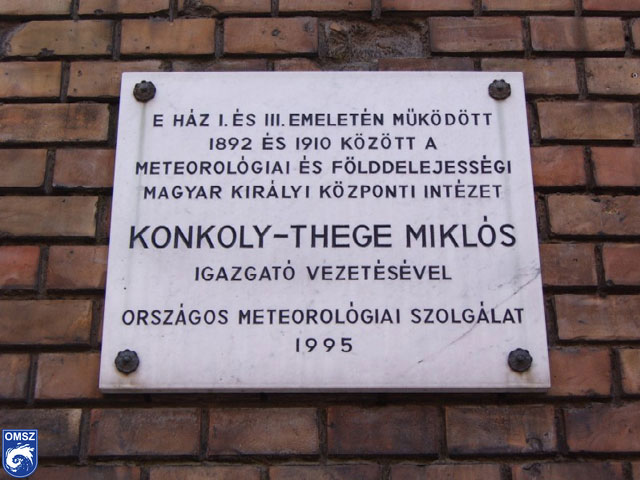 E HÁZ I. ÉS III. EMELETÉN MŰKÖDÖTT
1892 ÉS 1910 KÖZÖTT A
METEOROLÓGIAI ÉS FÖLDDELEJESSÉGI
MAGYAR KIRÁLYI KÖZPONTI INTÉZET
KONKOLY-THEGE MIKLÓS
IGAZGATÓ VEZETÉSÉVEL
ORSZÁGOS METEOROLÓGIAI SZOLGÁLAT
1995
OMSZ